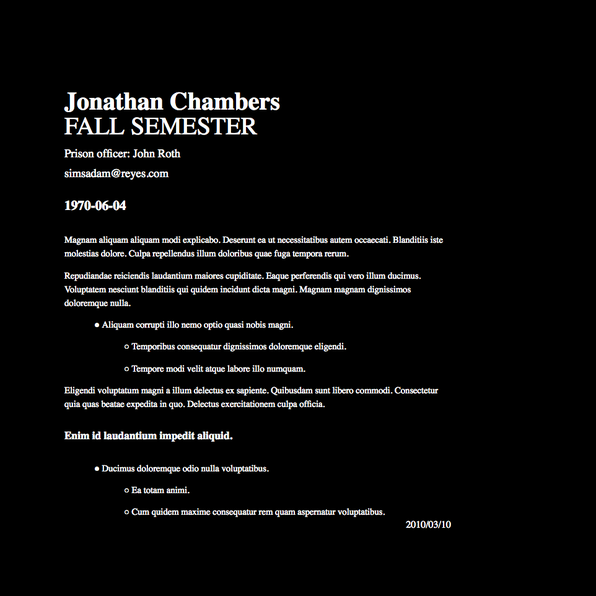 Jonathan Chambers
FALL SEMESTER
Prison officer: John Roth
simsadam@reyes.com
1970-06-04
Magnam aliquam aliquam modi explicabo. Deserunt ea ut necessitatibus autem occaecati. Blanditiis iste
molestias dolore. Culpa repellendus illum doloribus quae fuga tempora rerum.
Repudiandae reiciendis laudantium maiores cupiditate. Eaque perferendis qui vero illum ducimus.
Voluptatem nesciunt blanditiis qui quidem incidunt dicta magni. Magnam magnam dignissimos
doloremque nulla.
● Aliquam corrupti illo nemo optio quasi nobis magni.
○ Temporibus consequatur dignissimos doloremque eligendi.
○ Tempore modi velit atque labore illo numquam.
Eligendi voluptatum magni a illum delectus ex sapiente. Quibusdam sunt libero commodi. Consectetur
quia quas beatae expedita in quo. Delectus exercitationem culpa officia.
Enim id laudantium impedit aliquid.
● Ducimus doloremque odio nulla voluptatibus.
○ Ea totam animi.
○ Cum quidem maxime consequatur rem quam aspernatur voluptatibus.
2010/03/10